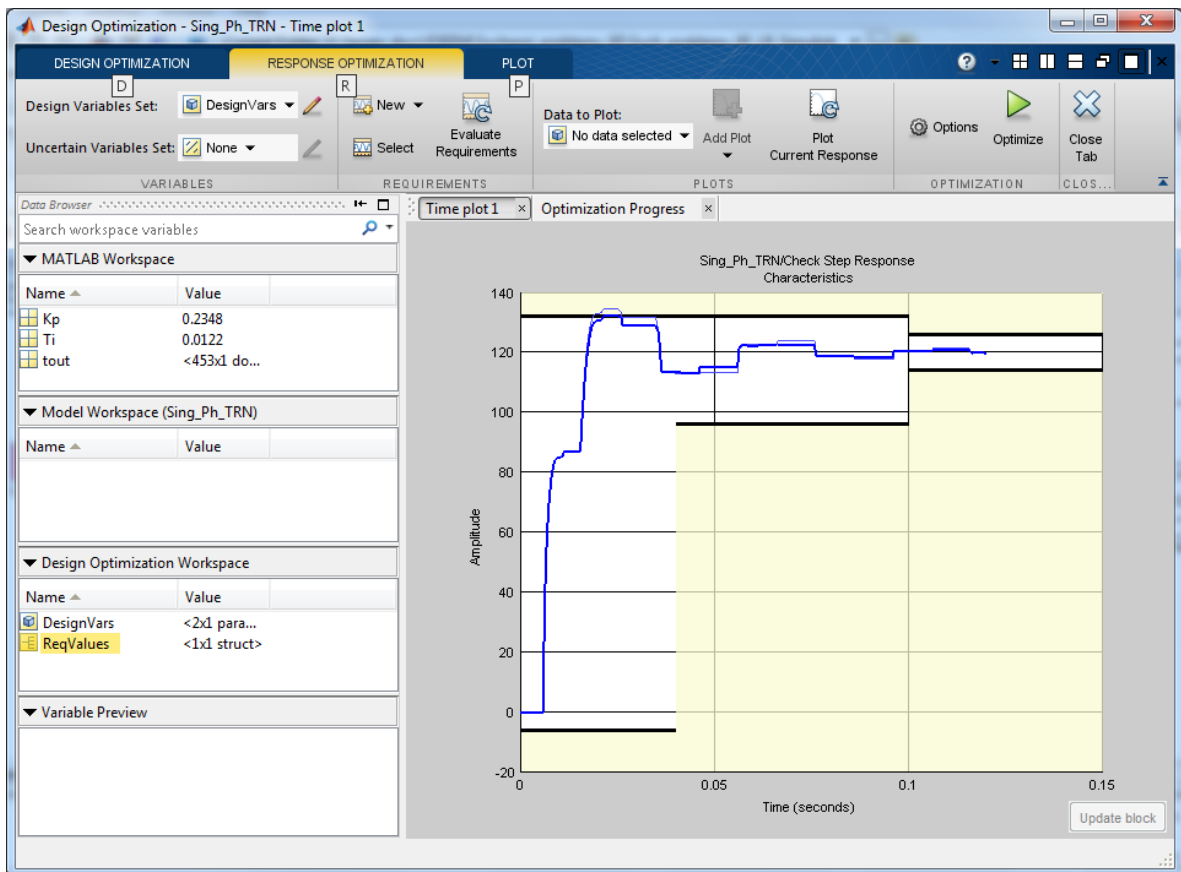 Design Optimization - Sing_Ph_TRN - Time plot 1
X
DESIGN OPTIMIZATION RESPONSE OPTIMIZATION PLOT
?
D R P
Design Variables Set: DesignVars New Evaluate Requirements Data to Plot: No data selected Add Plot Plot Current Response Options Optimize Close Tab
Uncertain Variables Set: None Select
VARIABLES REQUIREMENTS PLOTS OPTIMIZATION CLOS...
Data Browser
Search workspace variables
MATLAB Workspace
Name Value
Kp 0.2348
Ti 0.0122
tout <453x1 do...
Model Workspace (Sing_Ph_TRN)
Name Value
Design Optimization Workspace
Name Value
DesignVars <2x1 para...
ReqValues <1x1 struct>
Variable Preview
Time plot 1 × Optimization Progress ×
Sing_Ph_TRN/Check Step Response
Characteristics
140
120
100
80
60
40
20
0
-20
Amplitude
0 0.05 0.1 0.15
Time (seconds)
Update block